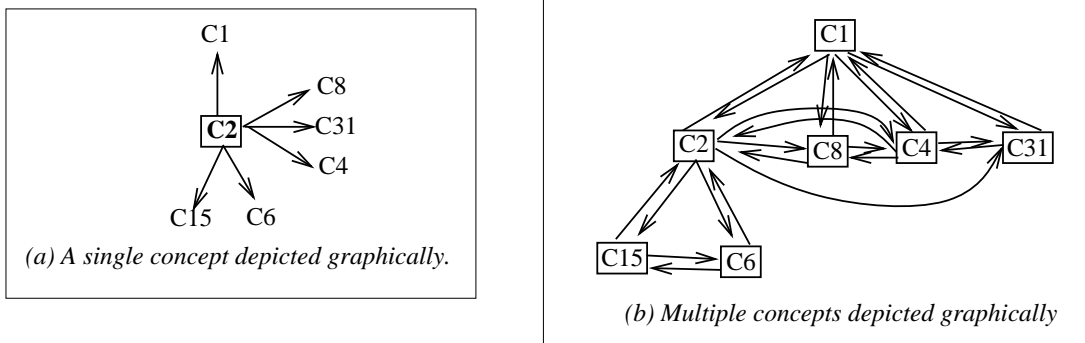 C1
C8
C2
C31
C4
C15
C6
(a) A single concept depicted graphically.
C1
C2
C8
C4
C31
C15
C6
(b) Multiple concepts depicted graphically